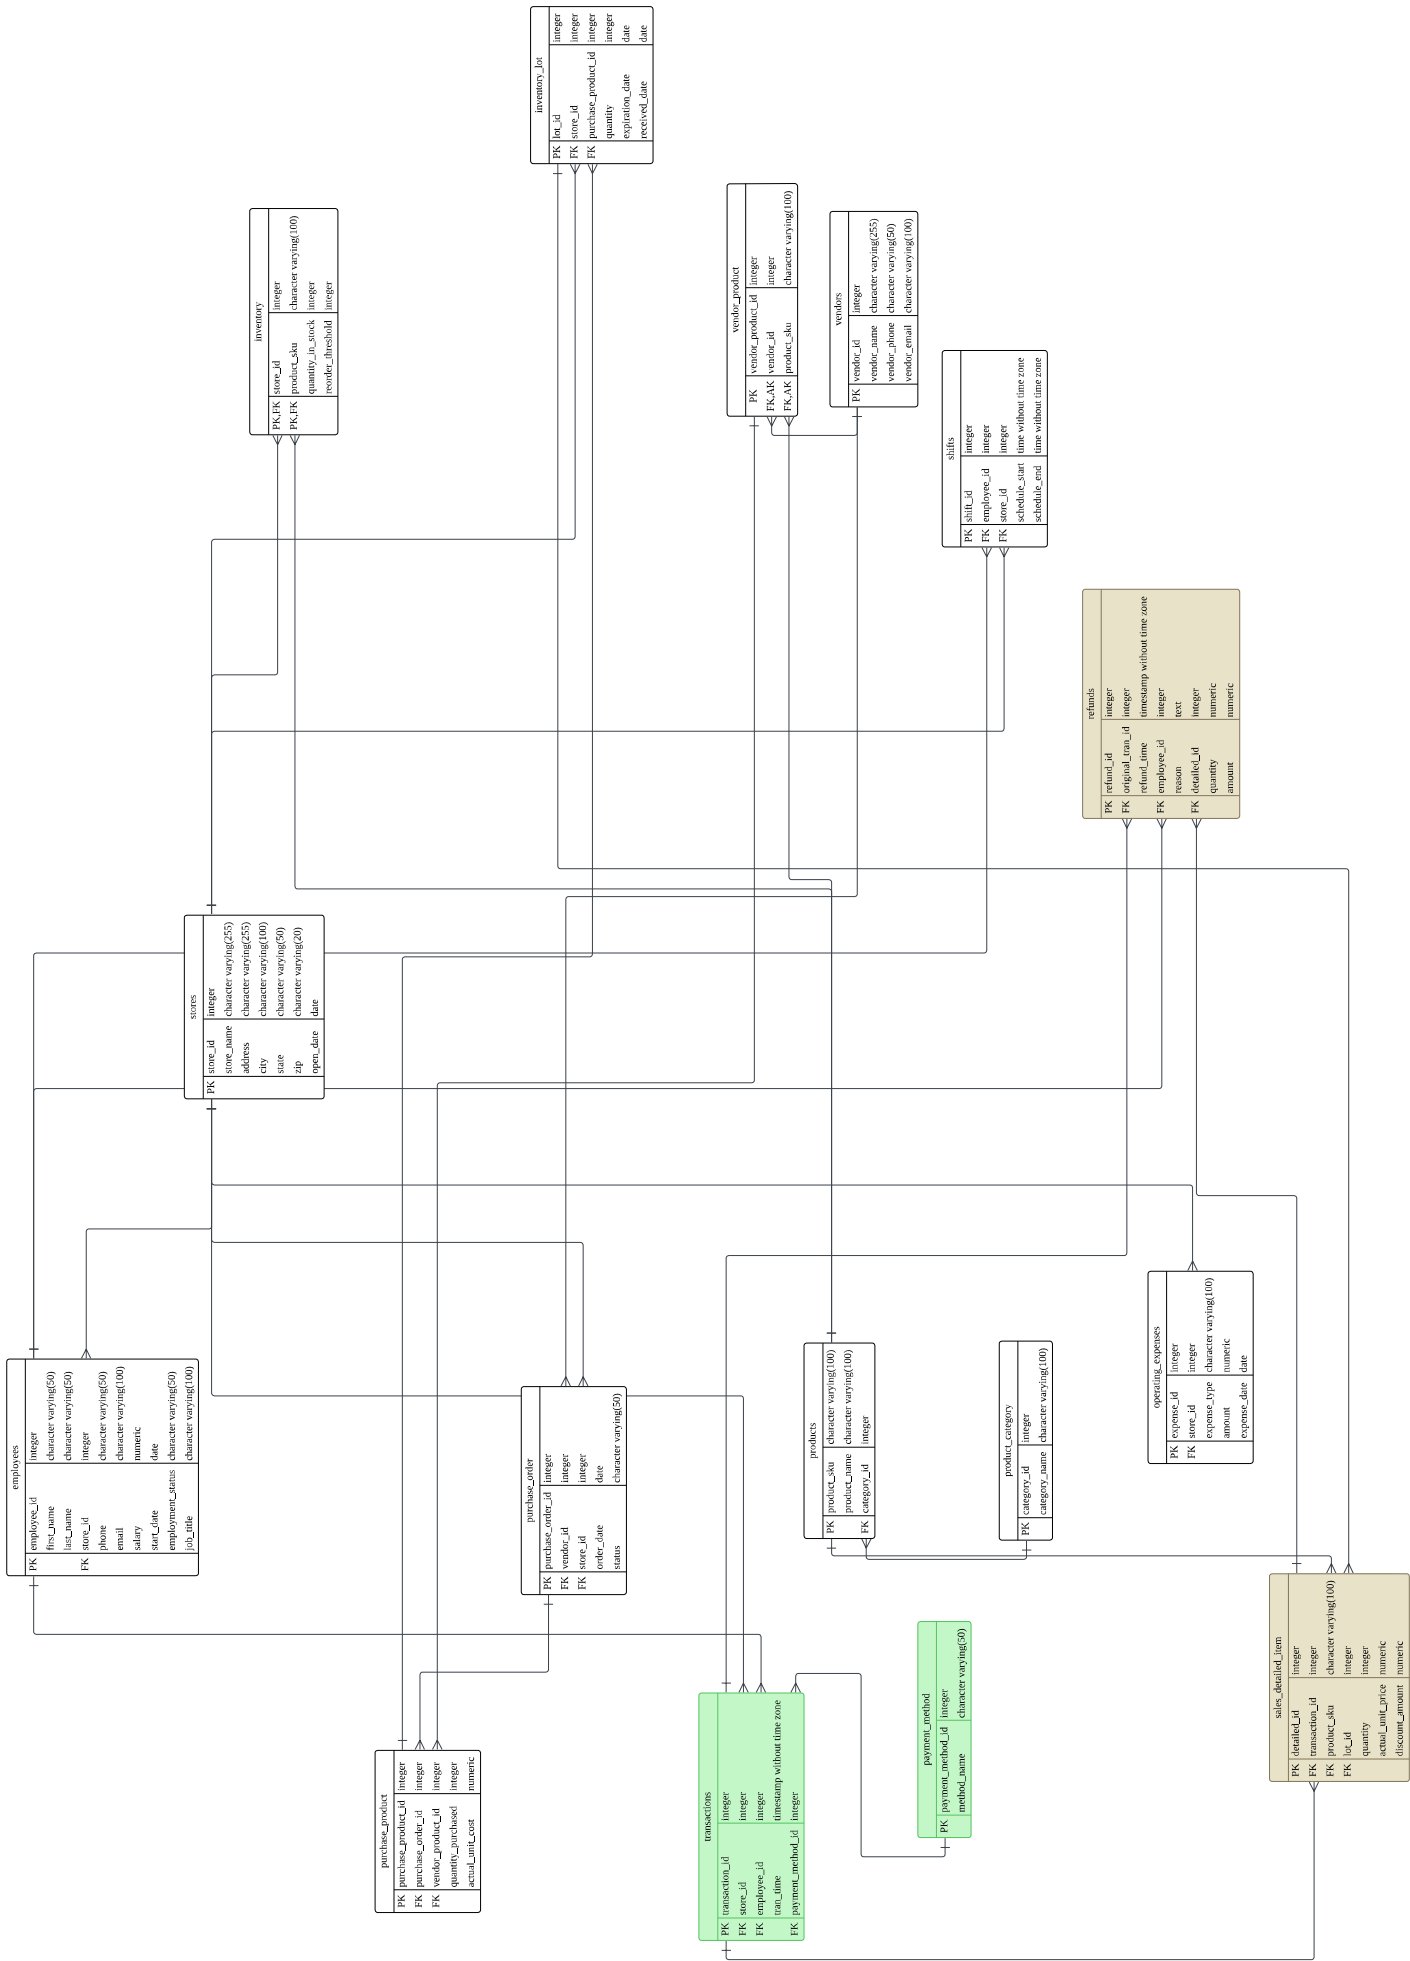 inventory_lot
PK lot_id integer
FK store_id integer
FK purchase_product_id integer
quantity integer
expiration_date date
received_date date
inventory
PK,FK store_id integer
PK,FK product_sku character varying(100)
quantity_in_stock integer
reorder_threshold integer
vendor_product
PK vendor_product_id integer
FK,AK vendor_id integer
FK,AK product_sku character varying(100)
vendors
PK vendor_id integer
vendor_name character varying(255)
vendor_phone character varying(50)
vendor_email character varying(100)
shifts
PK shift_id integer
FK employee_id integer
FK store_id integer
schedule_start time without time zone
schedule_end time without time zone
refunds
PK refund_id integer
FK original_tran_id integer
refund_time timestamp without time zone
FK employee_id integer
reason text
FK detailed_id integer
quantity numeric
amount numeric
stores
PK store_id integer
store_name character varying(255)
address character varying(255)
city character varying(100)
state character varying(50)
zip character varying(20)
open_date date
employees
PK employee_id integer
first_name character varying(50)
last_name character varying(50)
FK store_id integer
phone character varying(50)
email character varying(100)
salary numeric
start_date date
employment_status character varying(50)
job_title character varying(100)
purchase_order
PK purchase_order_id integer
FK vendor_id integer
FK store_id integer
order_date date
status character varying(50)
products
PK product_sku character varying(100)
product_name character varying(100)
FK category_id integer
product_category
PK category_id integer
category_name character varying(100)
operating_expenses
PK expense_id integer
FK store_id integer
expense_type character varying(100)
amount numeric
expense_date date
purchase_product
PK purchase_product_id integer
FK purchase_order_id integer
FK vendor_product_id integer
quantity_purchased integer
actual_unit_cost numeric
transactions
PK transaction_id integer
FK store_id integer
FK employee_id integer
tran_time timestamp without time zone
FK payment_method_id integer
payment_method
PK payment_method_id integer
method_name character varying(50)
sales_detailed_item
PK detailed_id integer
FK transaction_id integer
FK product_sku character varying(100)
FK lot_id integer
quantity integer
actual_unit_price numeric
discount_amount numeric